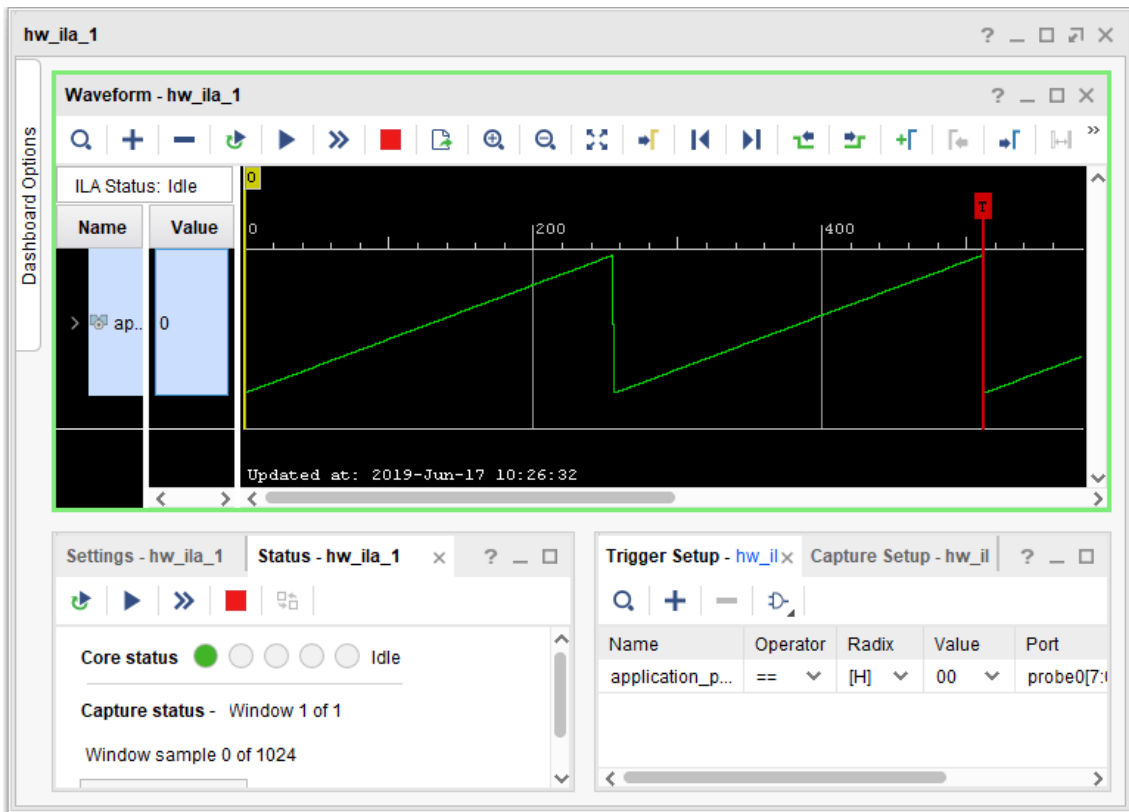 hw_ila_1
Dashboard Options
Waveform - hw_ila_1
ILA Status: Idle
Name Value
ap.. 0
0
0 200 400
T
Updated at: 2019-Jun-17 10:26:32
Settings - hw_ila_1 Status - hw_ila_1
Core status Idle
Capture status - Window 1 of 1
Window sample 0 of 1024
Trigger Setup - hw_il Capture Setup - hw_il
Name Operator Radix Value Port
application_p... == [H] 00 probe0[7: